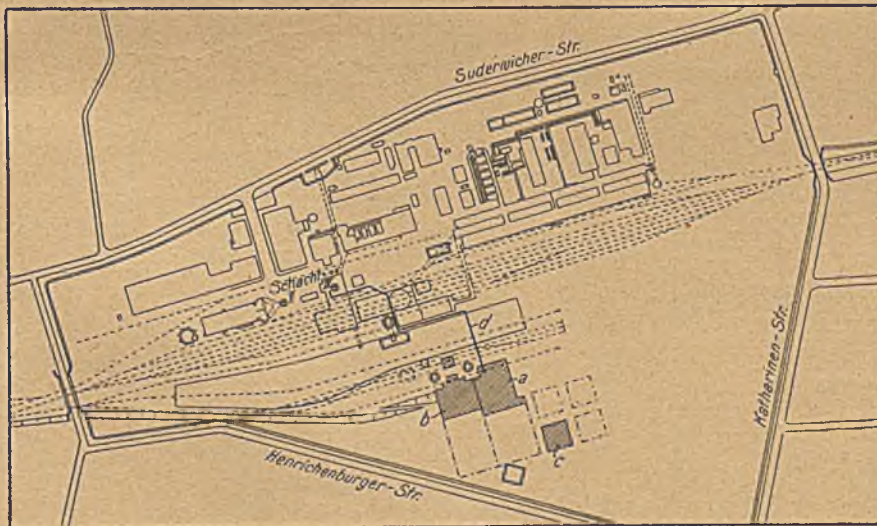 Suderwicher-Str.
Schacht
Katharinen-Str.
d
a
b
c
Henrichenburger-Str.